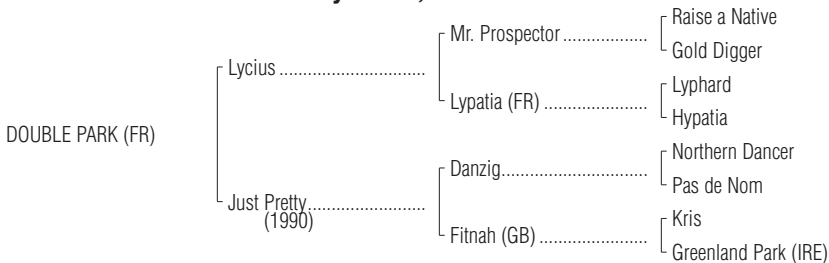 Raise a Native
Mr. Prospector
Gold Digger
Lycius
Lyphard
Lypatia (FR)
Hypatia
DOUBLE PARK (FR)
Northern Dancer
Danzig
Pas de Nom
Just Pretty
(1990)
Kris
Fitnah (GB)
Greenland Park (IRE)